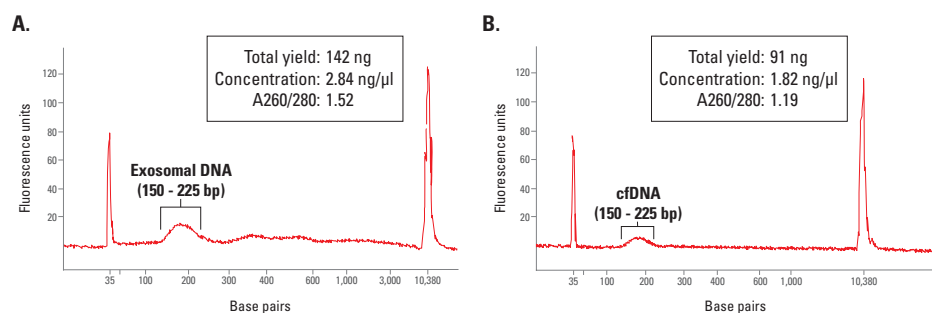 A.
Total yield: 142 ng
Concentration: 2.84 ng/µl
A260/280: 1.52
Fluorescence units
120
100
80
60
40
20
Exosomal DNA
(150 - 225 bp)
35 100 200 400 600 1,000 3,000 10,380
Base pairs
B.
Total yield: 91 ng
Concentration: 1.82 ng/µl
A260/280: 1.19
Fluorescence units
120
100
80
60
40
20
cfDNA
(150 - 225 bp)
35 100 200 300 400 600 1,000 10,380
Base pairs